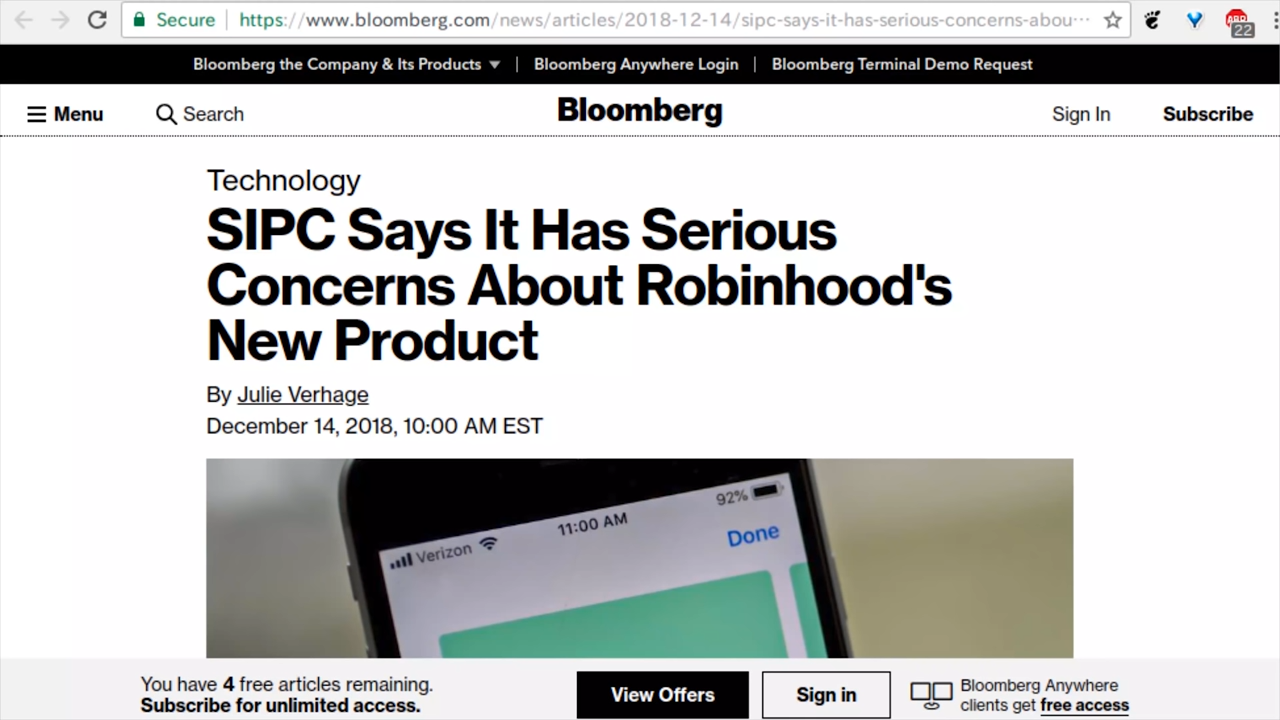 Secure https://www.bloomberg.com/news/articles/2018-12-14/sipc-says-it-has-serious-concerns-abou···
ABP
22
Bloomberg the Company & Its Products ▼ | Bloomberg Anywhere Login | Bloomberg Terminal Demo Request
Menu Search Bloomberg Sign In Subscribe
Technology
SIPC Says It Has Serious
Concerns About Robinhood's
New Product
By Julie Verhage
December 14, 2018, 10:00 AM EST
Verizon 11:00 AM 92%
Done
You have 4 free articles remaining.
Subscribe for unlimited access.
View Offers
Sign in
Bloomberg Anywhere
clients get free access